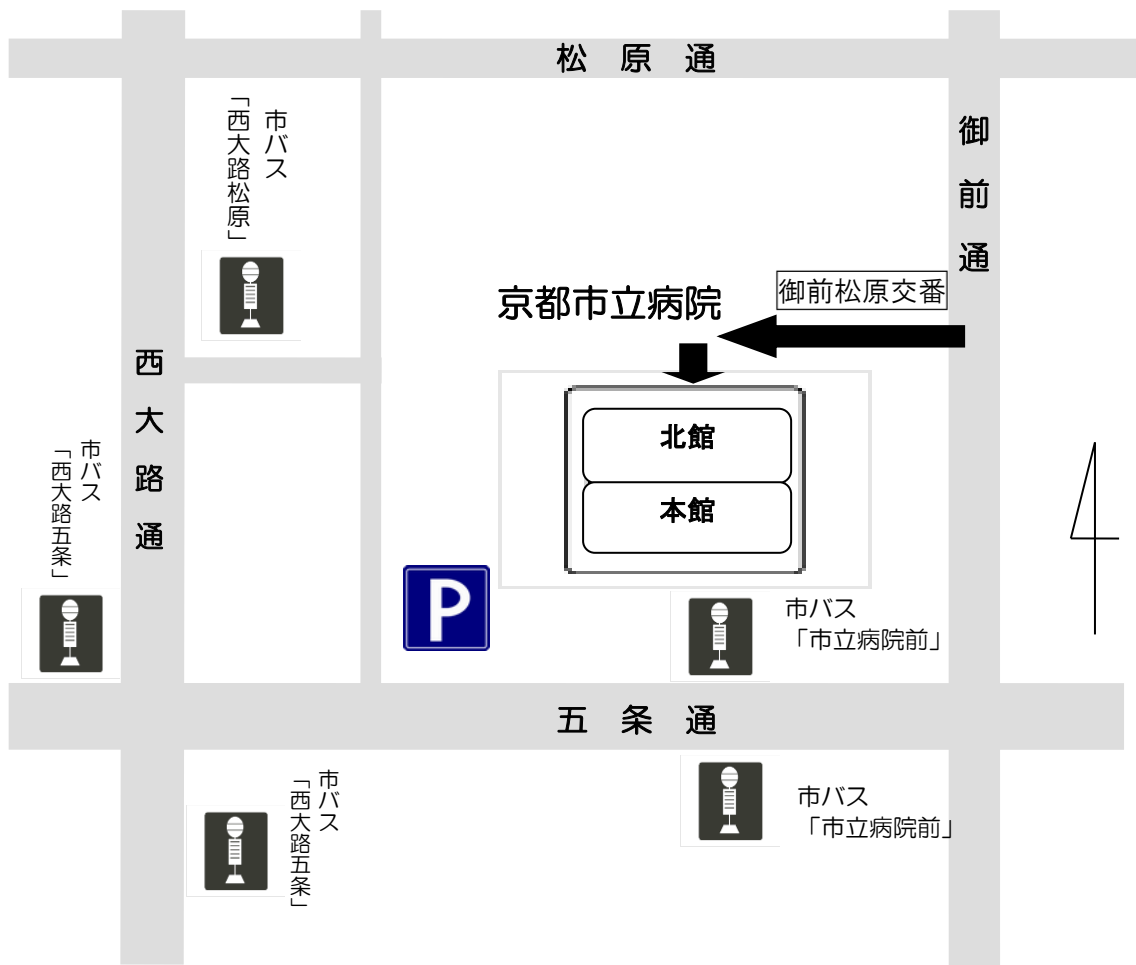 松原通
市バス
「西大路松原」
御前通
御前松原交番
京都市立病院
西大路通
北館
本館
市バス
「西大路五条」
P
市バス
「市立病院前」
五条通
市バス
「西大路五条」
市バス
「市立病院前」